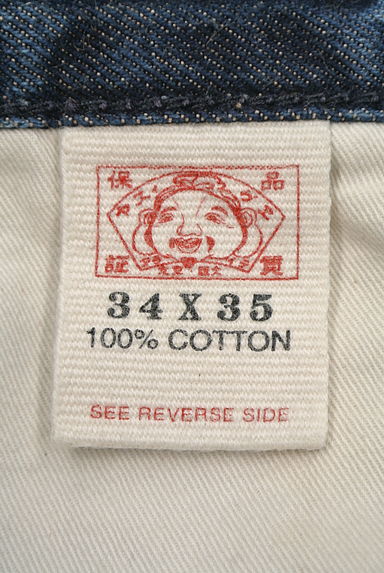 保 品
証 質
34 X 35
100% COTTON
SEE REVERSE SIDE